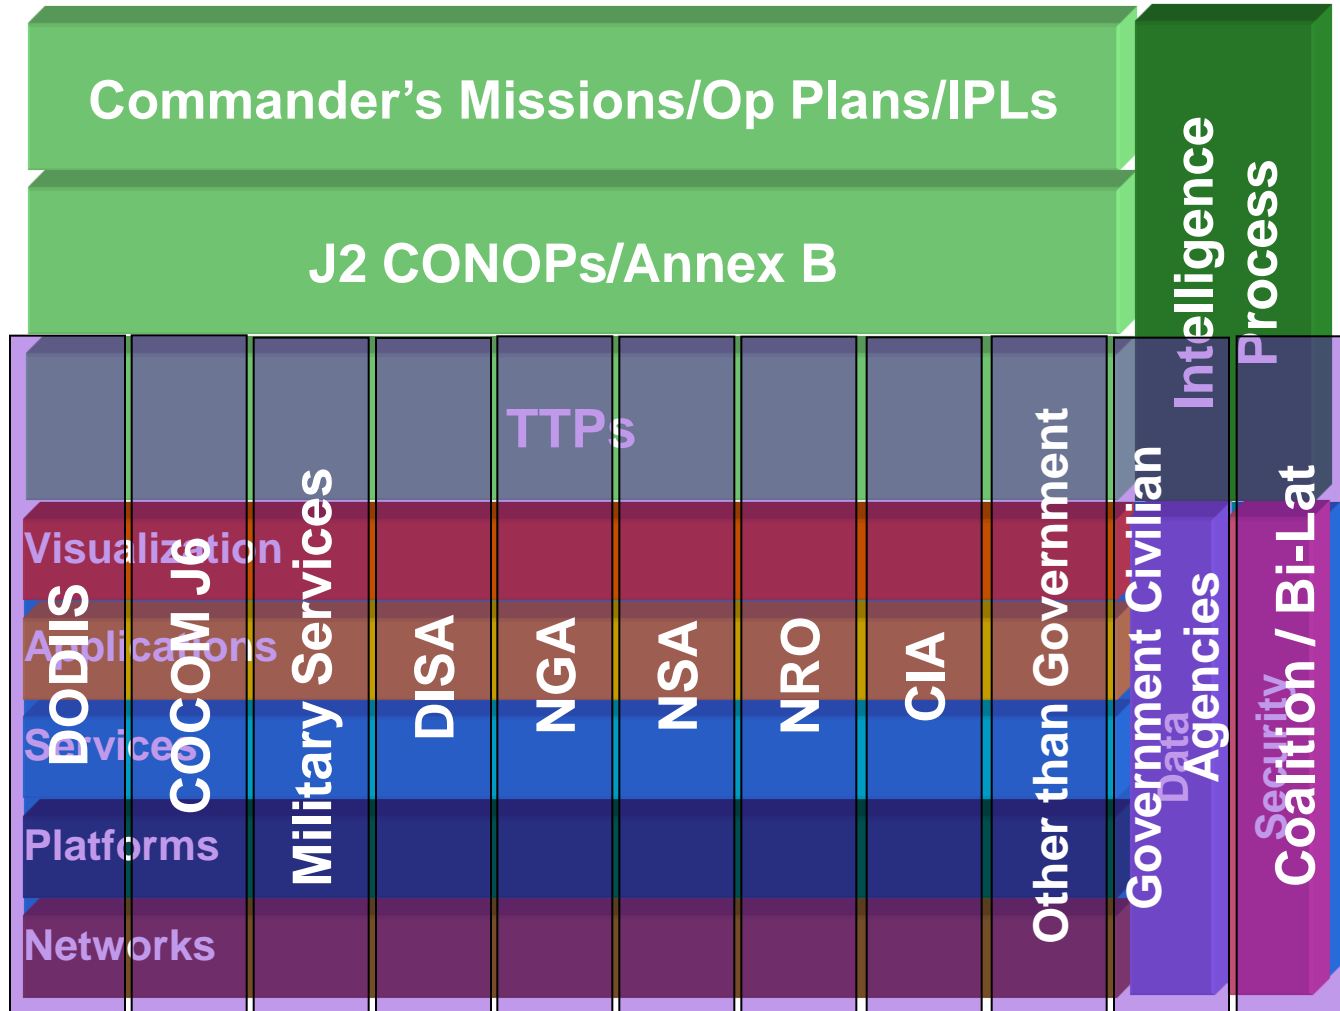 Commander’s Missions/Op Plans/IPLs
J2 CONOPs/Annex B
Intelligence
Process
TTPs
Visualization
Applications
Services
Platforms
Networks
Data
Security
DODIIS
COCOM J6
Military Services
DISA
NGA
NSA
NRO
CIA
Other than Government
Government Civilian
Agencies
Coalition / Bi-Lat